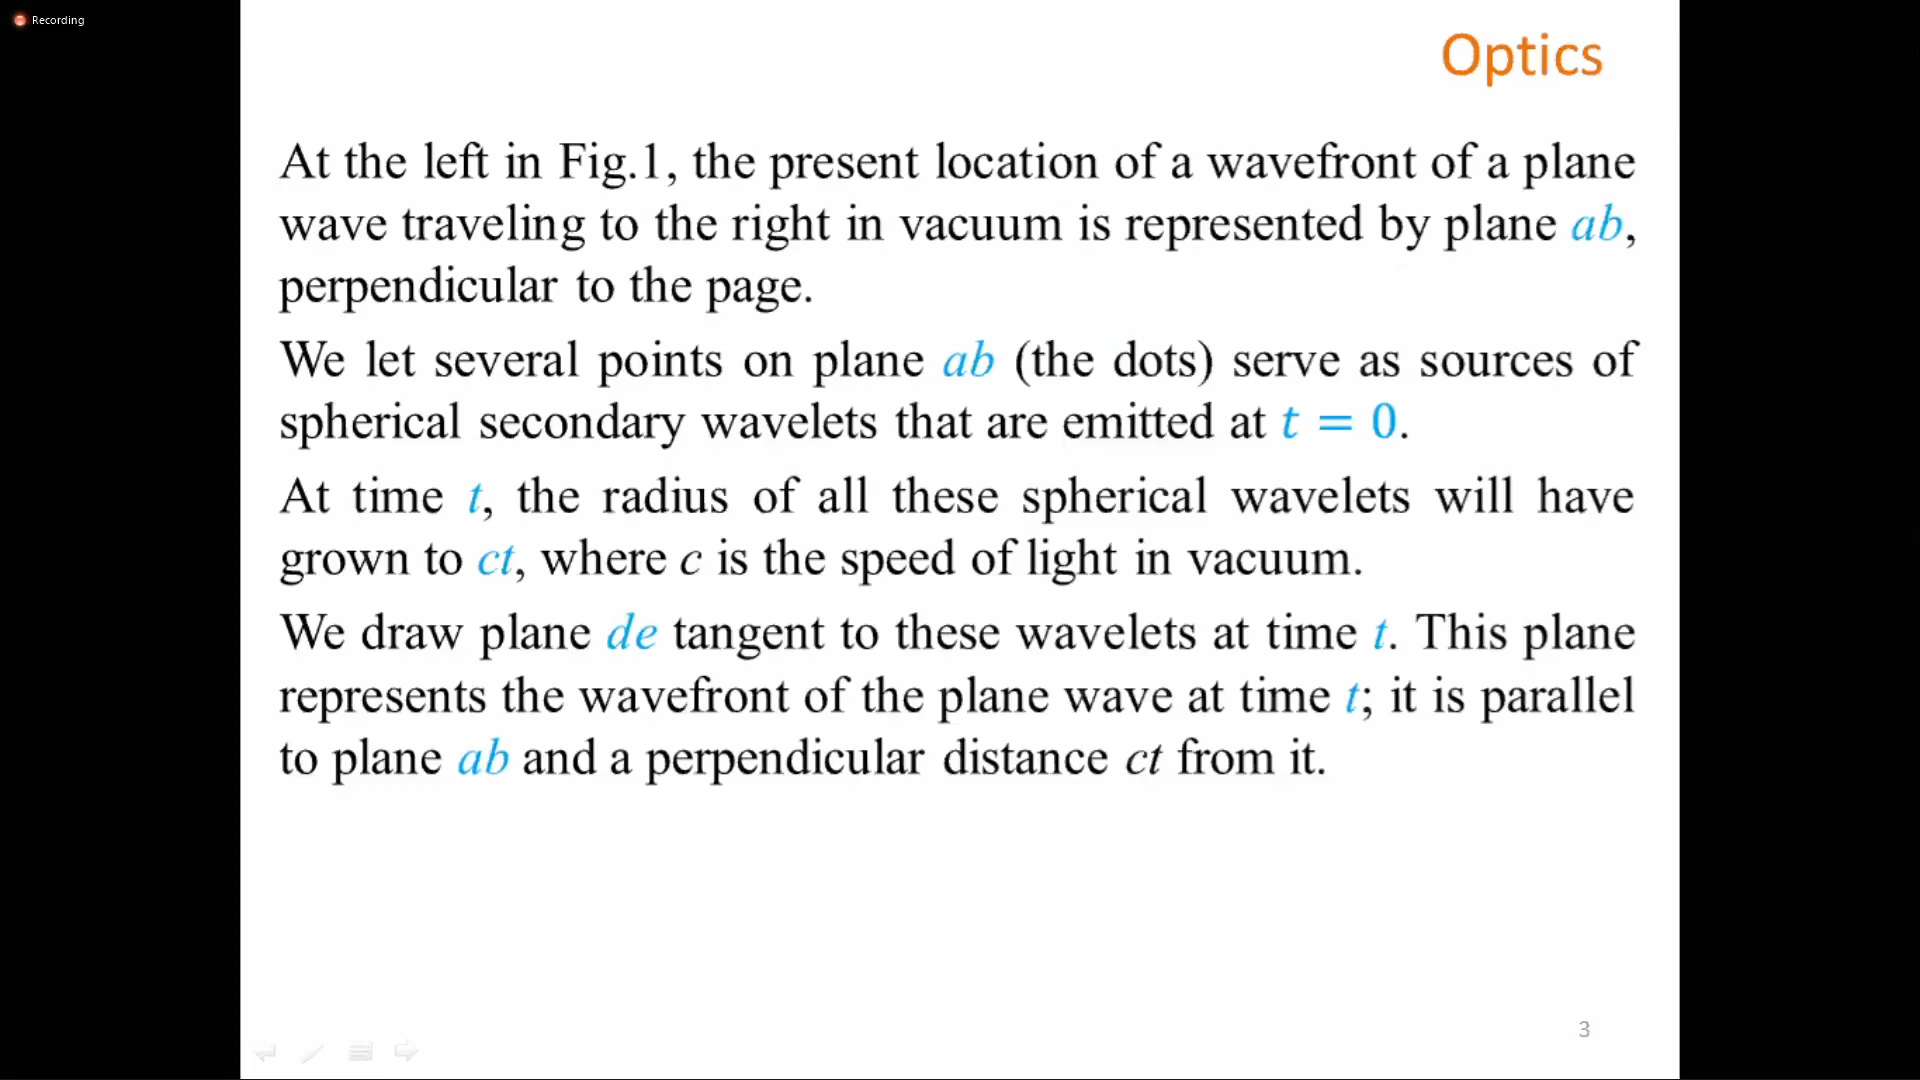 Recording
Optics
At the left in Fig.1, the present location of a wavefront of a plane
wave traveling to the right in vacuum is represented by plane ab,
perpendicular to the page.
We let several points on plane ab (the dots) serve as sources of
spherical secondary wavelets that are emitted at t = 0.
At time t, the radius of all these spherical wavelets will have
grown to ct, where c is the speed of light in vacuum.
We draw plane de tangent to these wavelets at time t. This plane
represents the wavefront of the plane wave at time t; it is parallel
to plane ab and a perpendicular distance ct from it.
3